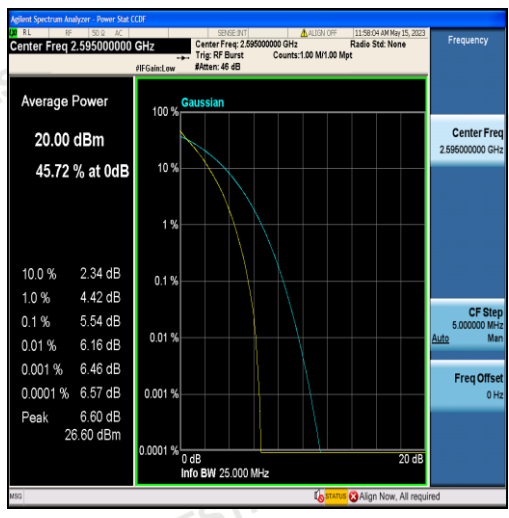 Agilent Spectrum Analyzer - Power Stat CCDF
RL RF 50 Ω AC SENSE:INT ALIGN OFF 11:58:04 AM May 15, 2023
Center Freq 2.595000000 GHz
Center Freq: 2.595000000 GHz Radio Std: None
Trig: RF Burst Counts:1.00 M/1.00 Mpt
#IFGain:Low #Atten: 46 dB
Frequency
Average Power
20.00 dBm
45.72 % at 0dB
10.0 % 2.34 dB
1.0 % 4.42 dB
0.1 % 5.54 dB
0.01 % 6.16 dB
0.001 % 6.46 dB
0.0001 % 6.57 dB
Peak 6.60 dB
26.60 dBm
Gaussian
100 %
10 %
1 %
0.1 %
0.01 %
0.001 %
0.0001 %
0 dB 20 dB
Info BW 25.000 MHz
Center Freq
2.595000000 GHz
CF Step
5.000000 MHz
Auto Man
Freq Offset
0 Hz
MSG STATUS Align Now, All required